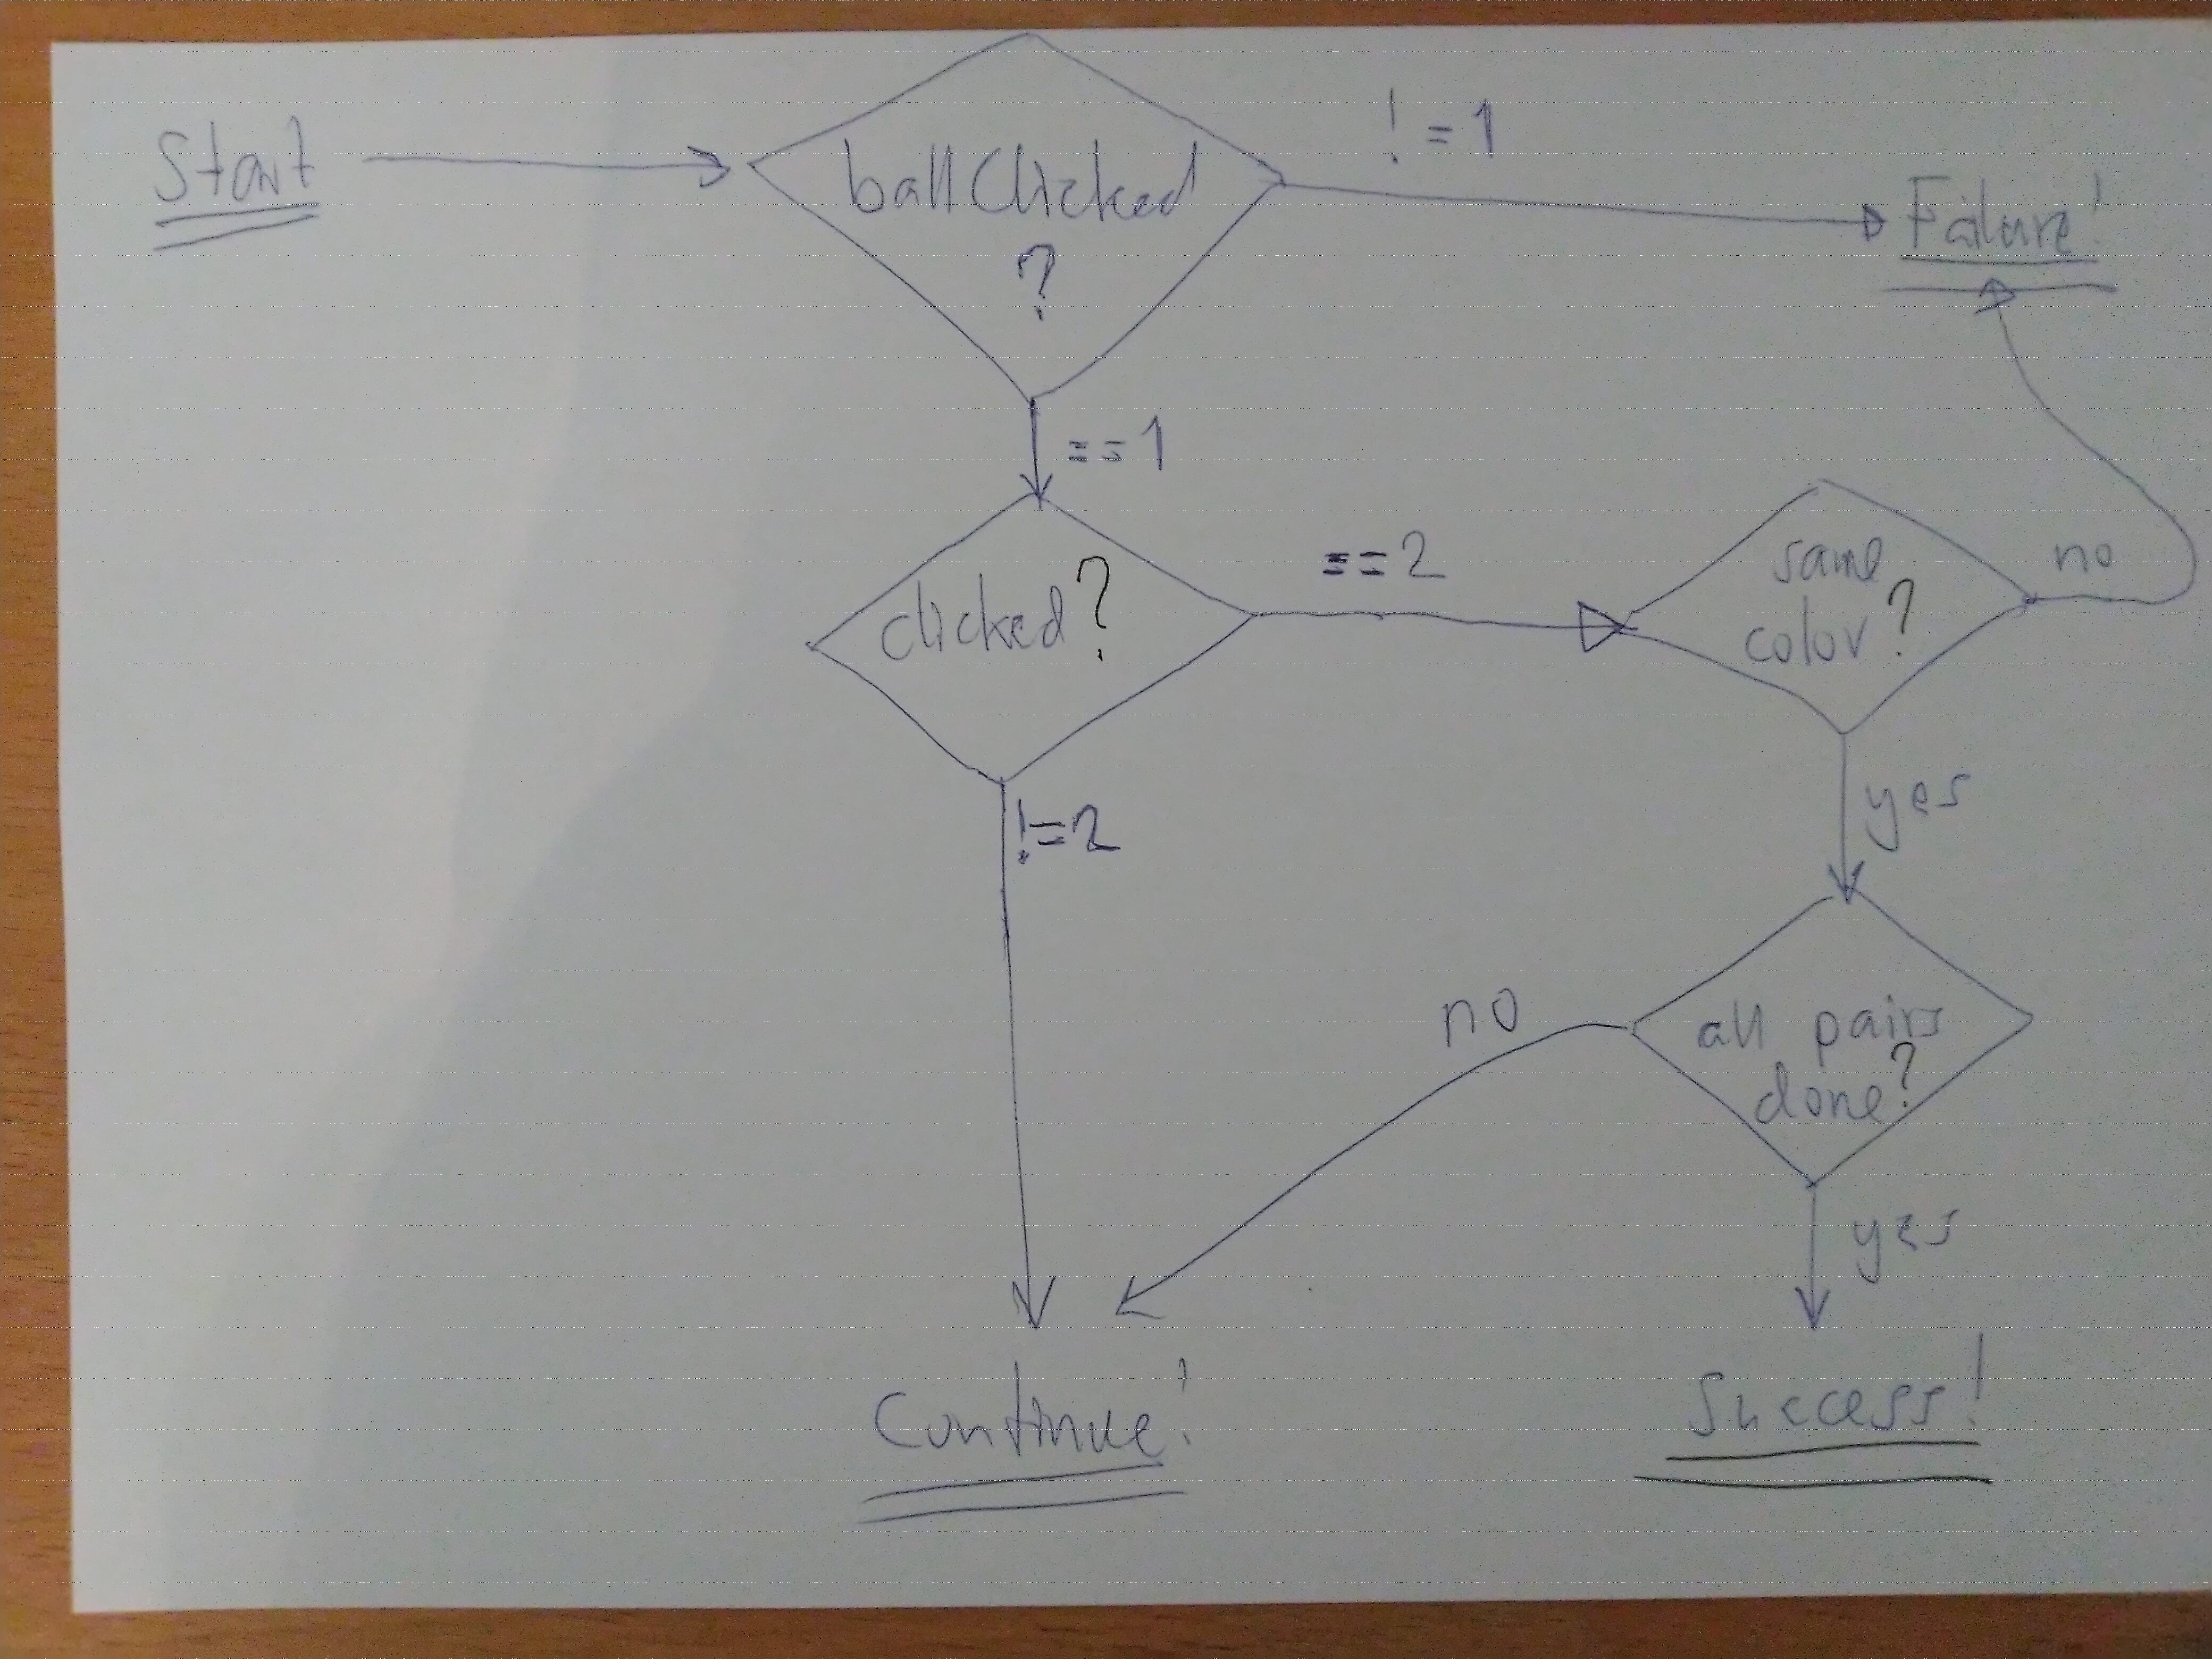 Start
ballClicked
?
! = 1
Failure!
== 1
clicked?
== 2
same
color?
no
!=2
yes
all pairs
done?
no
yes
Continue!
Success!